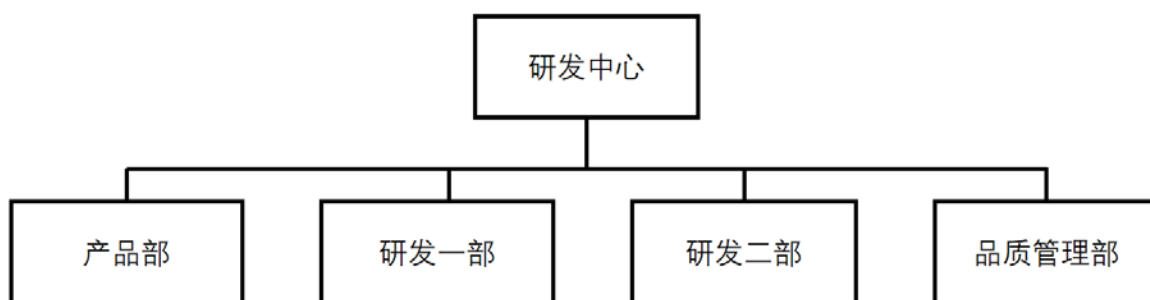 研发中心
产品部
研发一部
研发二部
品质管理部